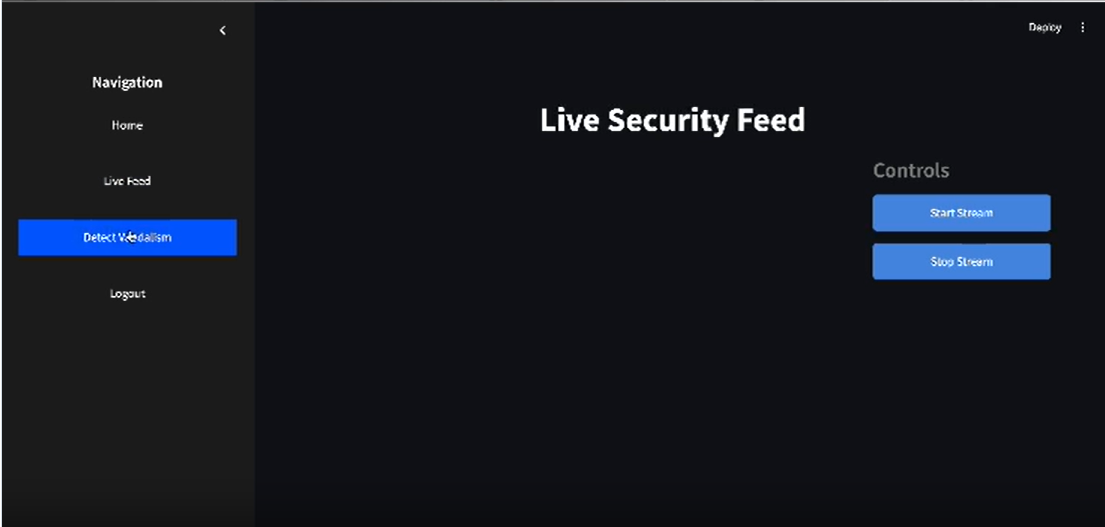 Deploy
Navigation
Home
Live Feed
Detect Vandalism
Logout
Live Security Feed
Controls
Start Stream
Stop Stream